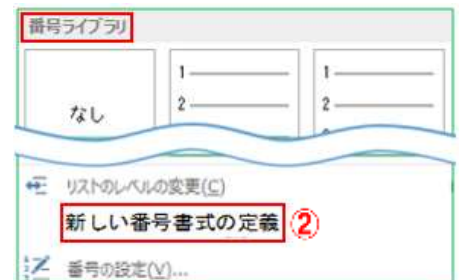 番号ライブラリ
なし
1
2
1
2
リストのレベルの変更(C)
新しい番号書式の定義 ②
番号の設定(V)...